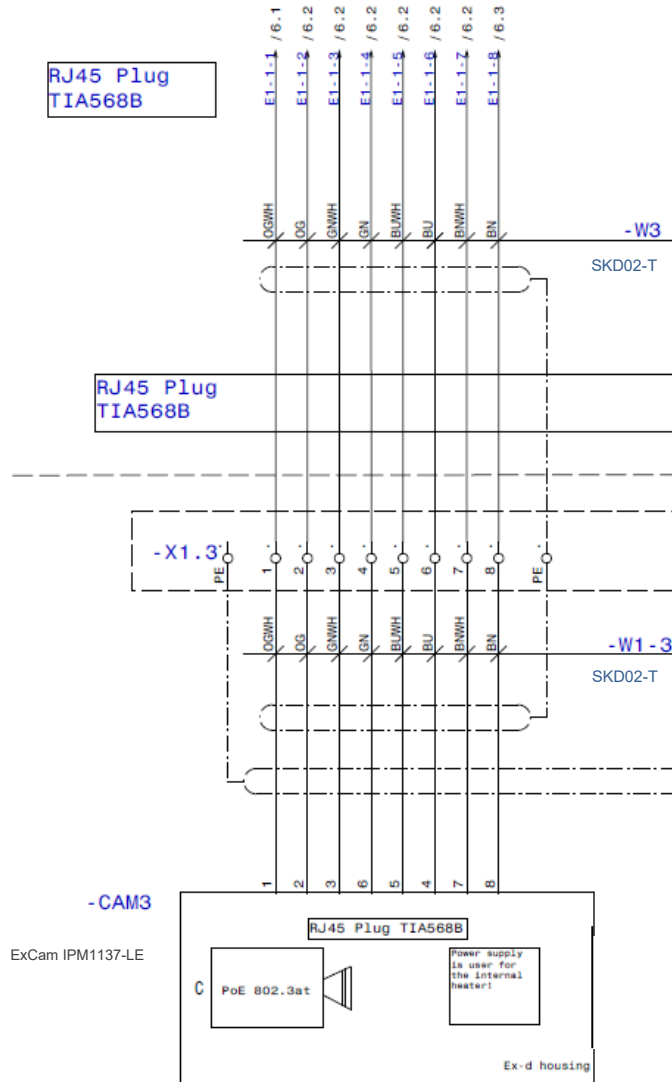 /6.1 /6.2 /6.2 /6.2 /6.2 /6.2 /6.2 /6.3
E1-1-1 E1-1-2 E1-1-3 E1-1-4 E1-1-5 E1-1-6 E1-1-7 E1-1-8
RJ45 Plug
TIA568B
OGWH OG GNWH GN BUWH BU BNWH BN
-W3
SKD02-T
RJ45 Plug
TIA568B
-X1.3
PE 1 2 3 4 5 6 7 8 PE
OGWH OG GNWH GN BUWH BU BNWH BN
-W1-3
SKD02-T
1 2 3 6 5 4 7 8
-CAM3
RJ45 Plug TIA568B
ExCam IPM1137-LE
C
PoE 802.3at
Power supply
is user for
the internal
heater!
Ex-d housing